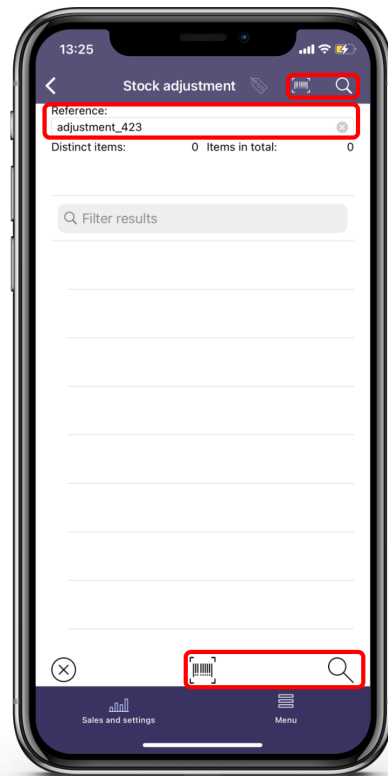 13:25
Stock adjustment
Reference:
adjustment_423
Distinct items: 0 Items in total: 0
Filter results
Sales and settings
Menu